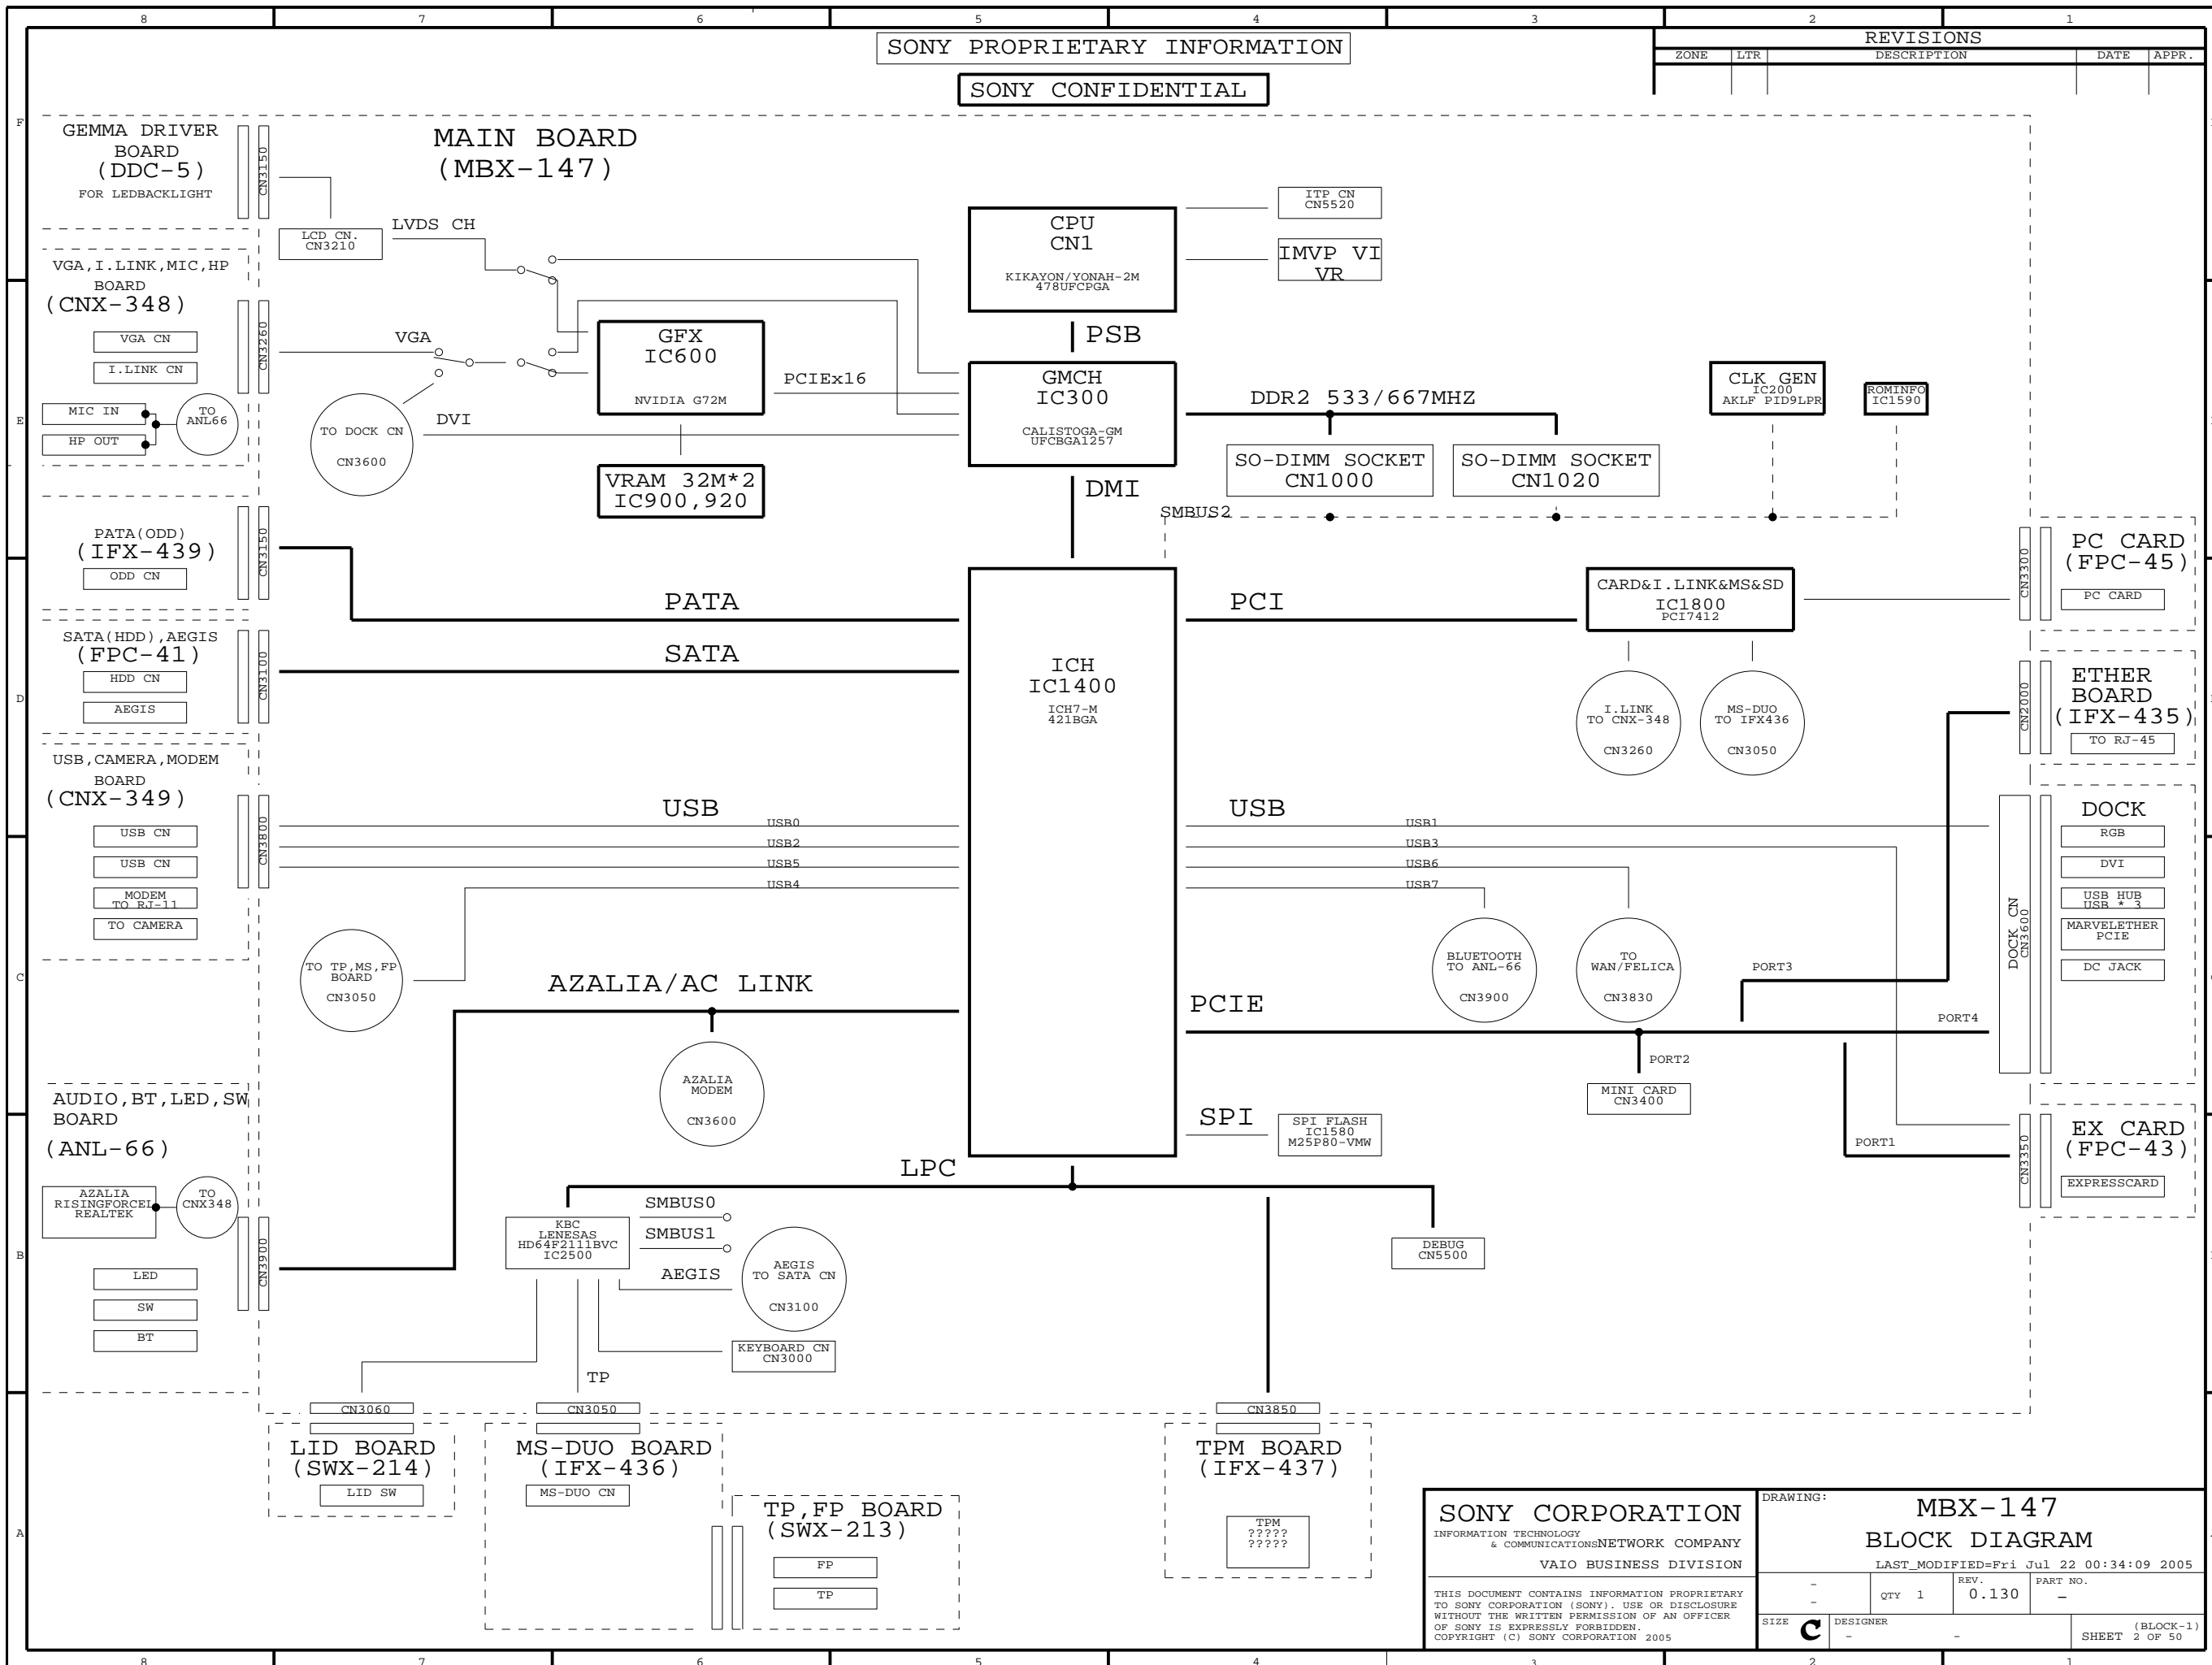 8 7 6 5 4 3 2 1
SONY PROPRIETARY INFORMATION
SONY CONFIDENTIAL
REVISIONS
ZONE LTR DESCRIPTION DATE APPR.
F
E
D
C
B
A
GEMMA DRIVER
BOARD
(DDC-5)
FOR LEDBACKLIGHT
CN3150
MAIN BOARD
(MBX-147)
LCD CN.
CN3210
LVDS CH
CPU
CN1
KIKAYON/YONAH-2M
478UFCPGA
ITP CN
CN5520
IMVP VI
VR
VGA,I.LINK,MIC,HP
BOARD
(CNX-348)
VGA CN
I.LINK CN
MIC IN
HP OUT
TO
ANL66
CN3260
VGA
GFX
IC600
NVIDIA G72M
PCIEx16
PSB
GMCH
IC300
CALISTOGA-GM
UFCBGA1257
DDR2 533/667MHZ
CLK GEN
IC200
AKLF PID9LPR
ROMINFO
IC1590
TO DOCK CN
CN3600
DVI
VRAM 32M*2
IC900,920
SO-DIMM SOCKET
CN1000
SO-DIMM SOCKET
CN1020
DMI
SMBUS2
PATA(ODD)
(IFX-439)
ODD CN
CN3150
PATA
PCI
CARD&I.LINK&MS&SD
IC1800
PCI7412
CN3300
PC CARD
(FPC-45)
PC CARD
SATA(HDD),AEGIS
(FPC-41)
HDD CN
AEGIS
CN3100
SATA
ICH
IC1400
ICH7-M
421BGA
I.LINK
TO CNX-348
CN3260
MS-DUO
TO IFX436
CN3050
CN2000
ETHER
BOARD
(IFX-435)
TO RJ-45
USB,CAMERA,MODEM
BOARD
(CNX-349)
USB CN
USB CN
MODEM
TO RJ-11
TO CAMERA
CN3800
USB
USB0
USB2
USB5
USB4
USB
USB1
USB3
USB6
USB7
DOCK CN
CN3600
DOCK
RGB
DVI
USB HUB
USB * 3
MARVELETHER
PCIE
DC JACK
TO TP,MS,FP
BOARD
CN3050
AZALIA/AC LINK
BLUETOOTH
TO ANL-66
CN3900
TO
WAN/FELICA
CN3830
PORT3
PCIE
PORT4
PORT2
AZALIA
MODEM
CN3600
MINI CARD
CN3400
AUDIO,BT,LED,SW
BOARD
(ANL-66)
AZALIA
RISINGFORCEL
REALTEK
TO
CNX348
LED
SW
BT
CN3900
SPI
SPI FLASH
IC1580
M25P80-VMW
PORT1
CN3350
EX CARD
(FPC-43)
EXPRESSCARD
LPC
KBC
LENESAS
HD64F2111BVC
IC2500
SMBUS0
SMBUS1
AEGIS
AEGIS
TO SATA CN
CN3100
DEBUG
CN5500
KEYBOARD CN
CN3000
TP
CN3060
CN3050
CN3850
LID BOARD
(SWX-214)
LID SW
MS-DUO BOARD
(IFX-436)
MS-DUO CN
TP,FP BOARD
(SWX-213)
FP
TP
TPM BOARD
(IFX-437)
TPM
?????
?????
SONY CORPORATION
INFORMATION TECHNOLOGY
& COMMUNICATIONS NETWORK COMPANY
VAIO BUSINESS DIVISION
THIS DOCUMENT CONTAINS INFORMATION PROPRIETARY
TO SONY CORPORATION (SONY). USE OR DISCLOSURE
WITHOUT THE WRITTEN PERMISSION OF AN OFFICER
OF SONY IS EXPRESSLY FORBIDDEN.
COPYRIGHT (C) SONY CORPORATION 2005
DRAWING:
MBX-147
BLOCK DIAGRAM
LAST_MODIFIED=Fri Jul 22 00:34:09 2005
-
-
QTY 1
REV.
0.130
PART NO.
-
SIZE C
DESIGNER
- -
(BLOCK-1)
SHEET 2 OF 50
8 7 6 5 4 3 2 1